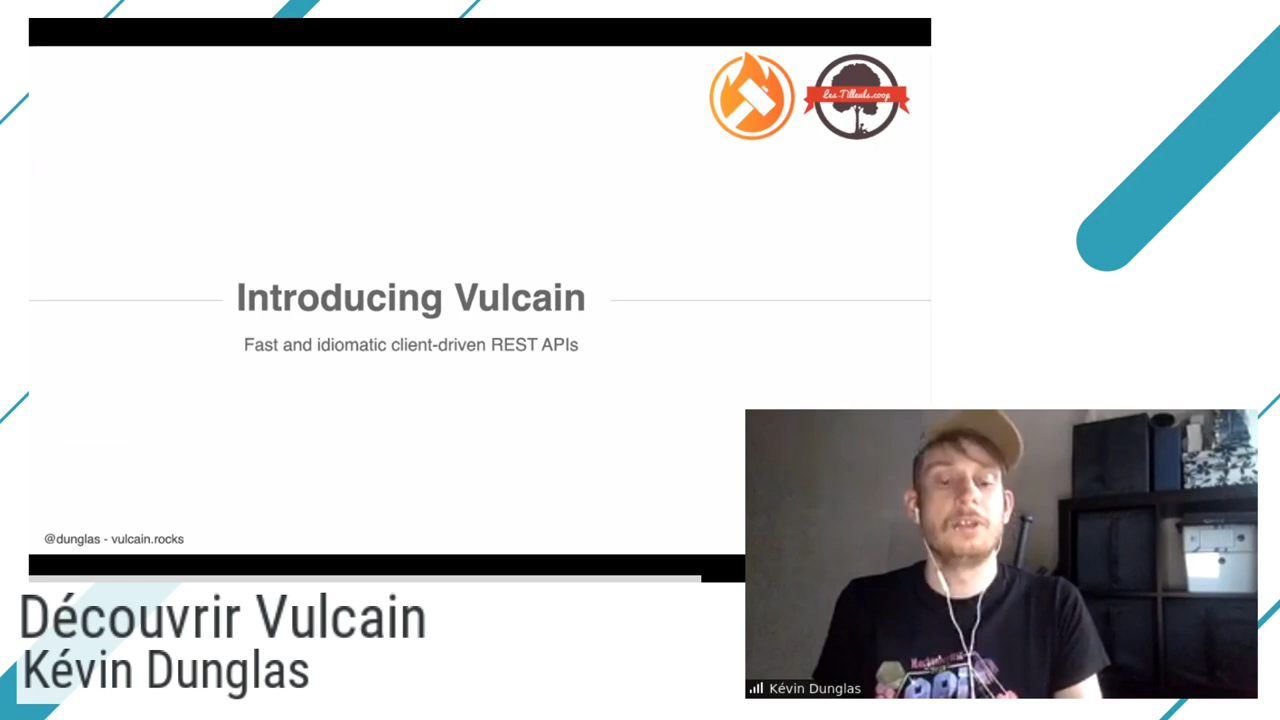 Les-Tilleuls.coop
Introducing Vulcain
Fast and idiomatic client-driven REST APIs
@dunglas - vulcain.rocks
Découvrir Vulcain
Kévin Dunglas
Kévin Dunglas